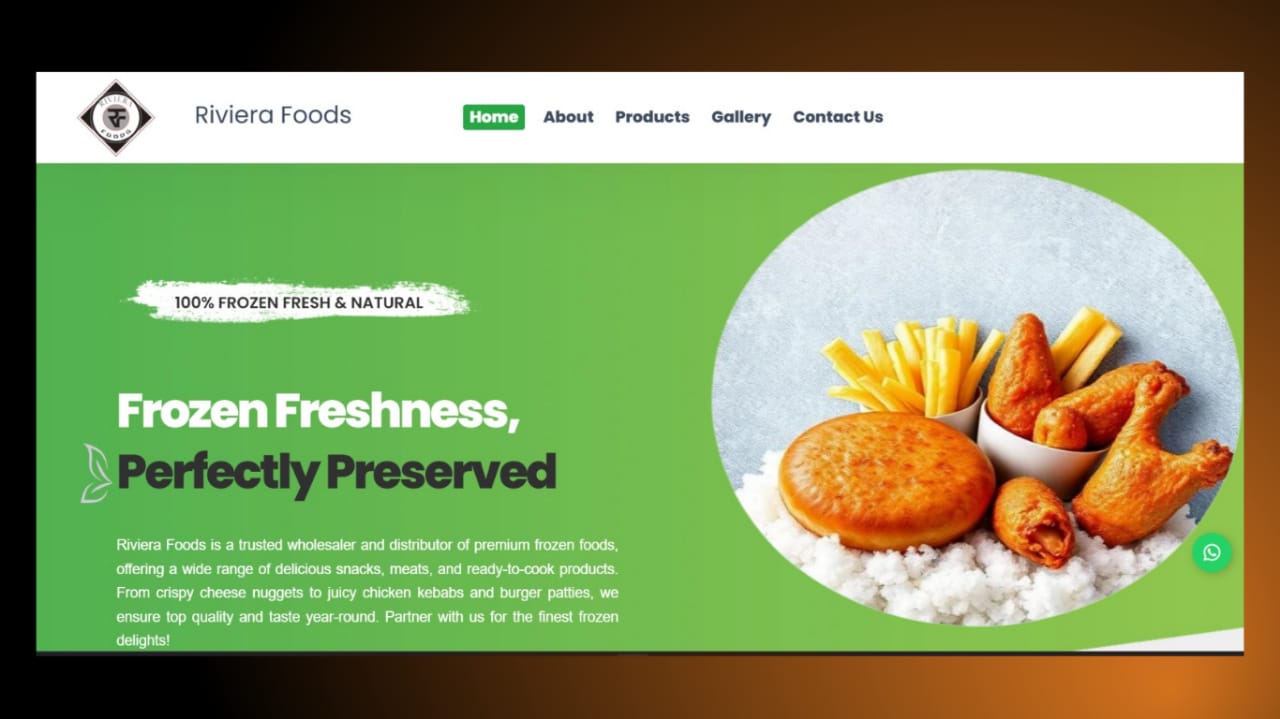 RIVIERA
RF
FOODS
Riviera Foods
Home
About
Products
Gallery
Contact Us
100% FROZEN FRESH & NATURAL
Frozen Freshness,
Perfectly Preserved
Riviera Foods is a trusted wholesaler and distributor of premium frozen foods,
offering a wide range of delicious snacks, meats, and ready-to-cook products.
From crispy cheese nuggets to juicy chicken kebabs and burger patties, we
ensure top quality and taste year-round. Partner with us for the finest frozen
delights!